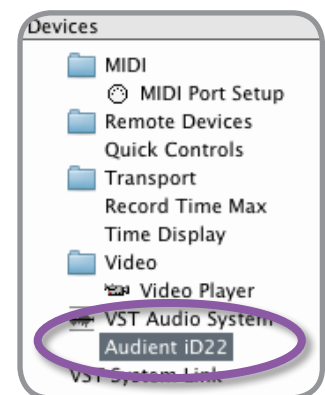 Devices
MIDI
MIDI Port Setup
Remote Devices
Quick Controls
Transport
Record Time Max
Time Display
Video
Video Player
VST Audio System
Audient iD22
VST System Link